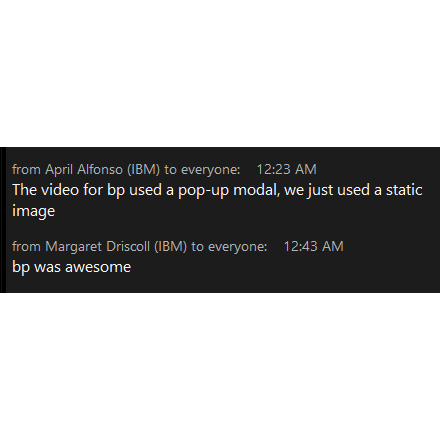 from April Alfonso (IBM) to everyone: 12:23 AM
The video for bp used a pop-up modal, we just used a static
image
from Margaret Driscoll (IBM) to everyone: 12:43 AM
bp was awesome